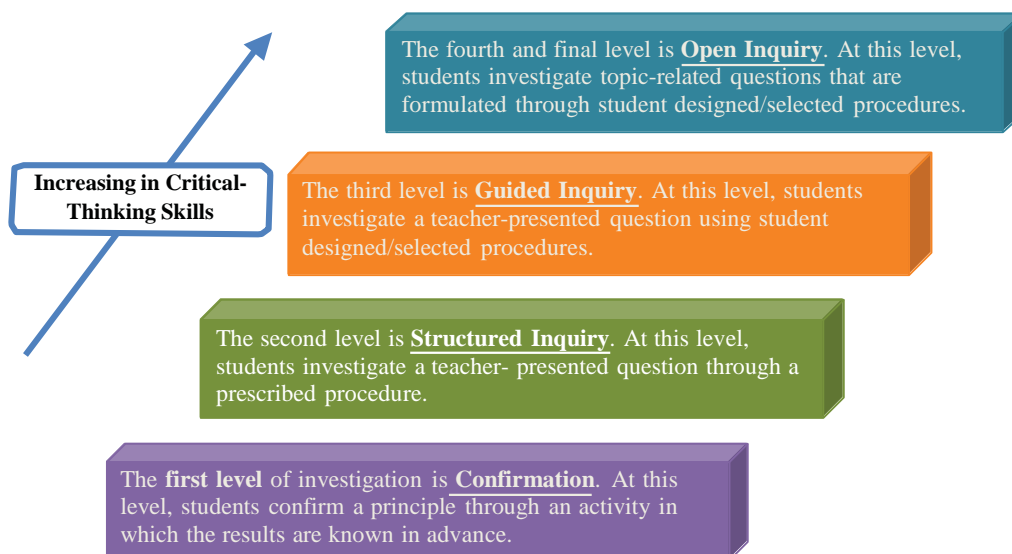 The fourth and final level is Open Inquiry. At this level,
students investigate topic-related questions that are
formulated through student designed/selected procedures.
Increasing in Critical-
Thinking Skills
The third level is Guided Inquiry. At this level, students
investigate a teacher-presented question using student
designed/selected procedures.
The second level is Structured Inquiry. At this level,
students investigate a teacher- presented question through a
prescribed procedure.
The first level of investigation is Confirmation. At this
level, students confirm a principle through an activity in
which the results are known in advance.